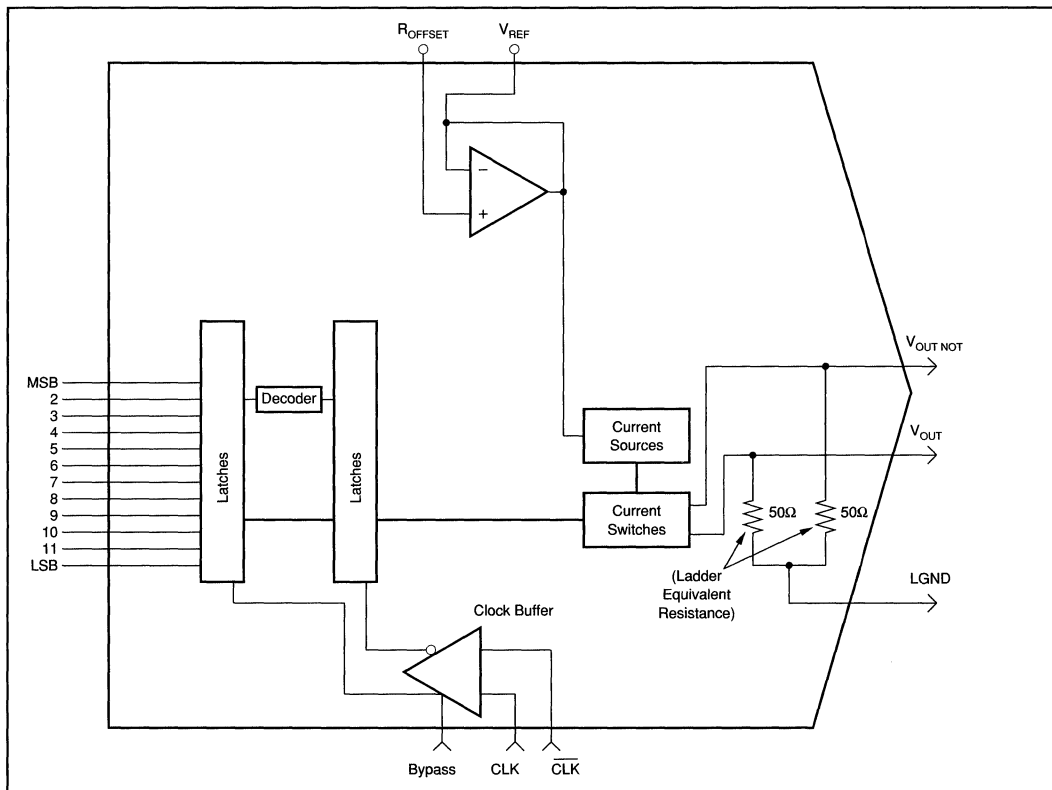 R_OFFSET V_REF
−
+
MSB
2
3
4
5
6
7
8
9
10
11
LSB
Latches
Decoder
Latches
Current
Sources
Current
Switches
V_OUT NOT
V_OUT
50Ω 50Ω
(Ladder
Equivalent
Resistance)
LGND
Clock Buffer
Bypass CLK C̅L̅K̅